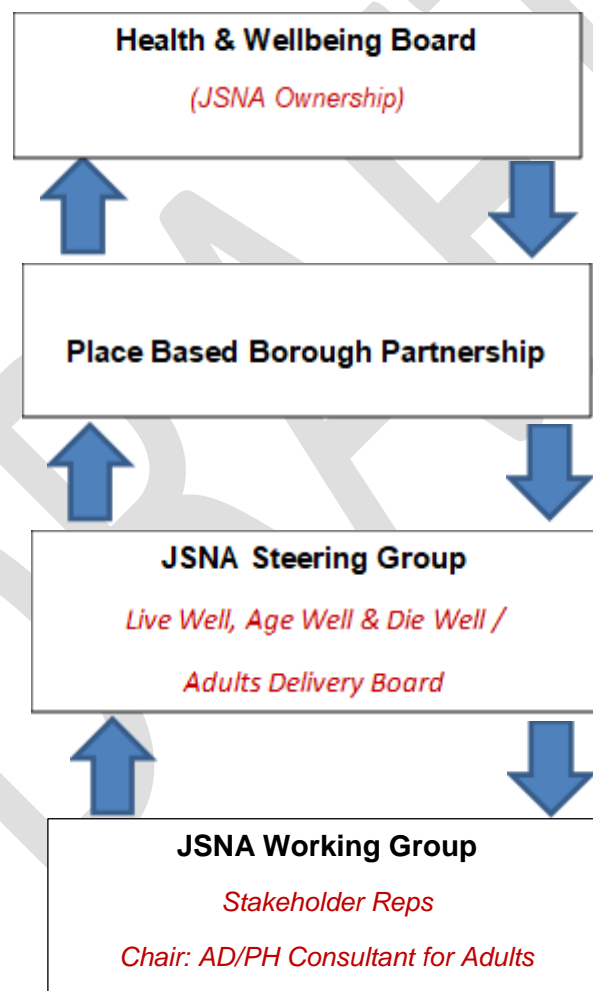 Health & Wellbeing Board
(JSNA Ownership)
Place Based Borough Partnership
JSNA Steering Group
Live Well, Age Well & Die Well /
Adults Delivery Board
JSNA Working Group
Stakeholder Reps
Chair: AD/PH Consultant for Adults